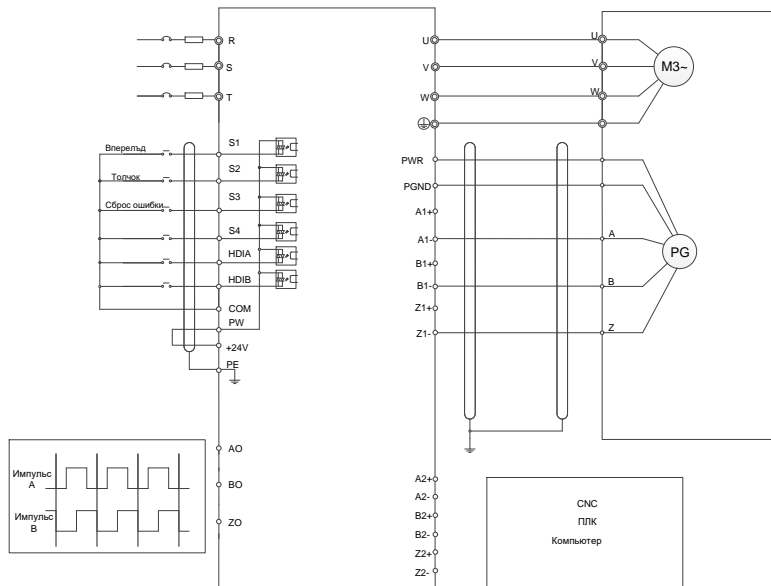 R
S
T
U
V
W
U
V
W
M3~
Вперелъд
Толчок
Сброс ошибки
S1
S2
S3
S4
HDIA
HDIB
COM
PW
+24V
PE
PWR
PGND
A1+
A1-
B1+
B1-
Z1+
Z1-
A
B
Z
PG
AO
BO
ZO
Импульс
A
Импульс
B
A2+
A2-
B2+
B2-
Z2+
Z2-
CNC
ПЛК
Компьютер